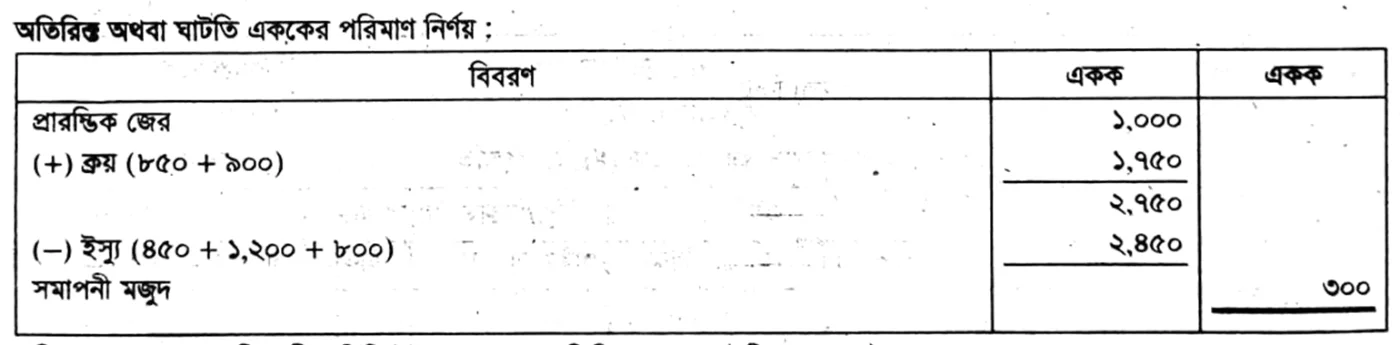 অতিরিক্ত অথবা ঘাটতি এককের পরিমাণ নির্ণয় :
বিবরণ একক একক
প্রারম্ভিক জের ১,০০০
(+) ক্রয় (৮৫০ + ৯০০) ১,৭৫০
২,৭৫০
(−) ইস্যু (৪৫০ + ১,২০০ + ৮০০) ২,৪৫০
সমাপনী মজুদ ৩০০